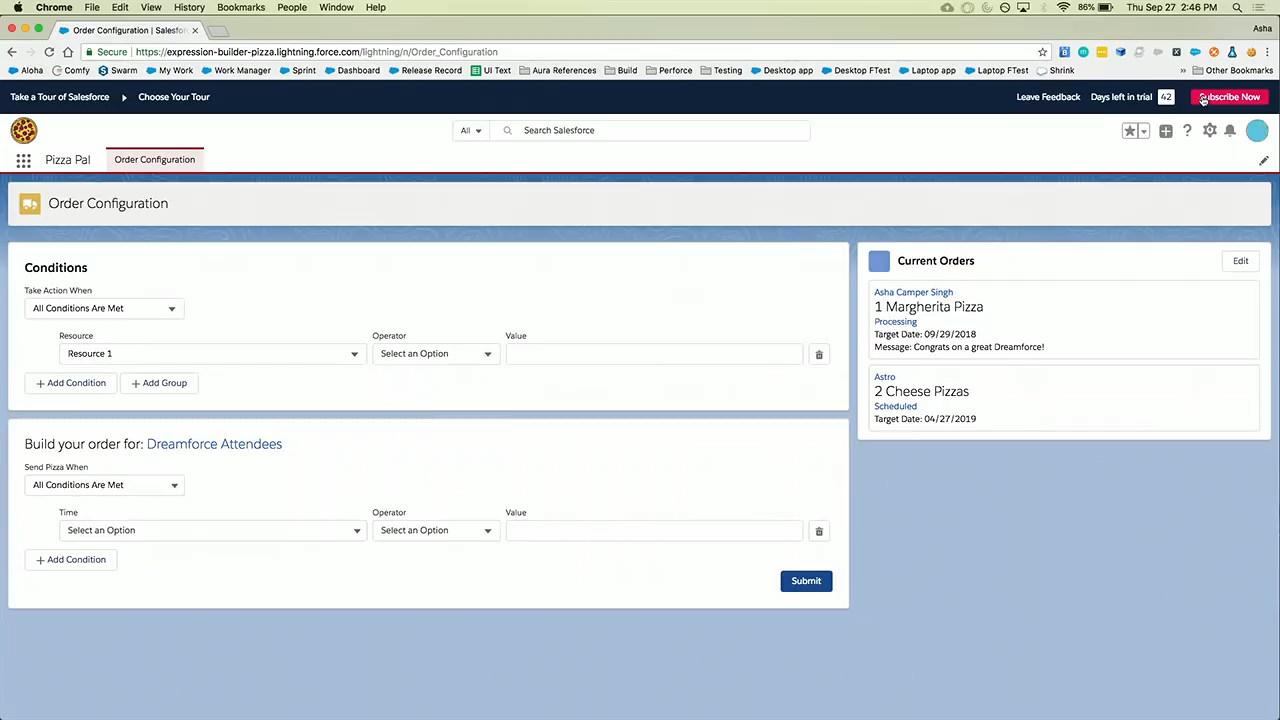 Chrome File Edit View History Bookmarks People Window Help 86% Thu Sep 27 2:46 PM
Order Configuration | Salesfor Asha
Secure https://expression-builder-pizza.lightning.force.com/lightning/n/Order_Configuration
Aloha Comfy Swarm My Work Work Manager Sprint Dashboard Release Record UI Text Aura References Build Perforce Testing Desktop app Desktop FTest Laptop app Laptop FTest Shrink » Other Bookmarks
Take a Tour of Salesforce Choose Your Tour Leave Feedback Days left in trial 42 Subscribe Now
All Search Salesforce
Pizza Pal Order Configuration
Order Configuration
Conditions
Take Action When
All Conditions Are Met
Resource Operator Value
Resource 1 Select an Option
+ Add Condition + Add Group
Build your order for: Dreamforce Attendees
Send Pizza When
All Conditions Are Met
Time Operator Value
Select an Option Select an Option
+ Add Condition
Submit
Current Orders Edit
Asha Camper Singh
1 Margherita Pizza
Processing
Target Date: 09/29/2018
Message: Congrats on a great Dreamforce!
Astro
2 Cheese Pizzas
Scheduled
Target Date: 04/27/2019